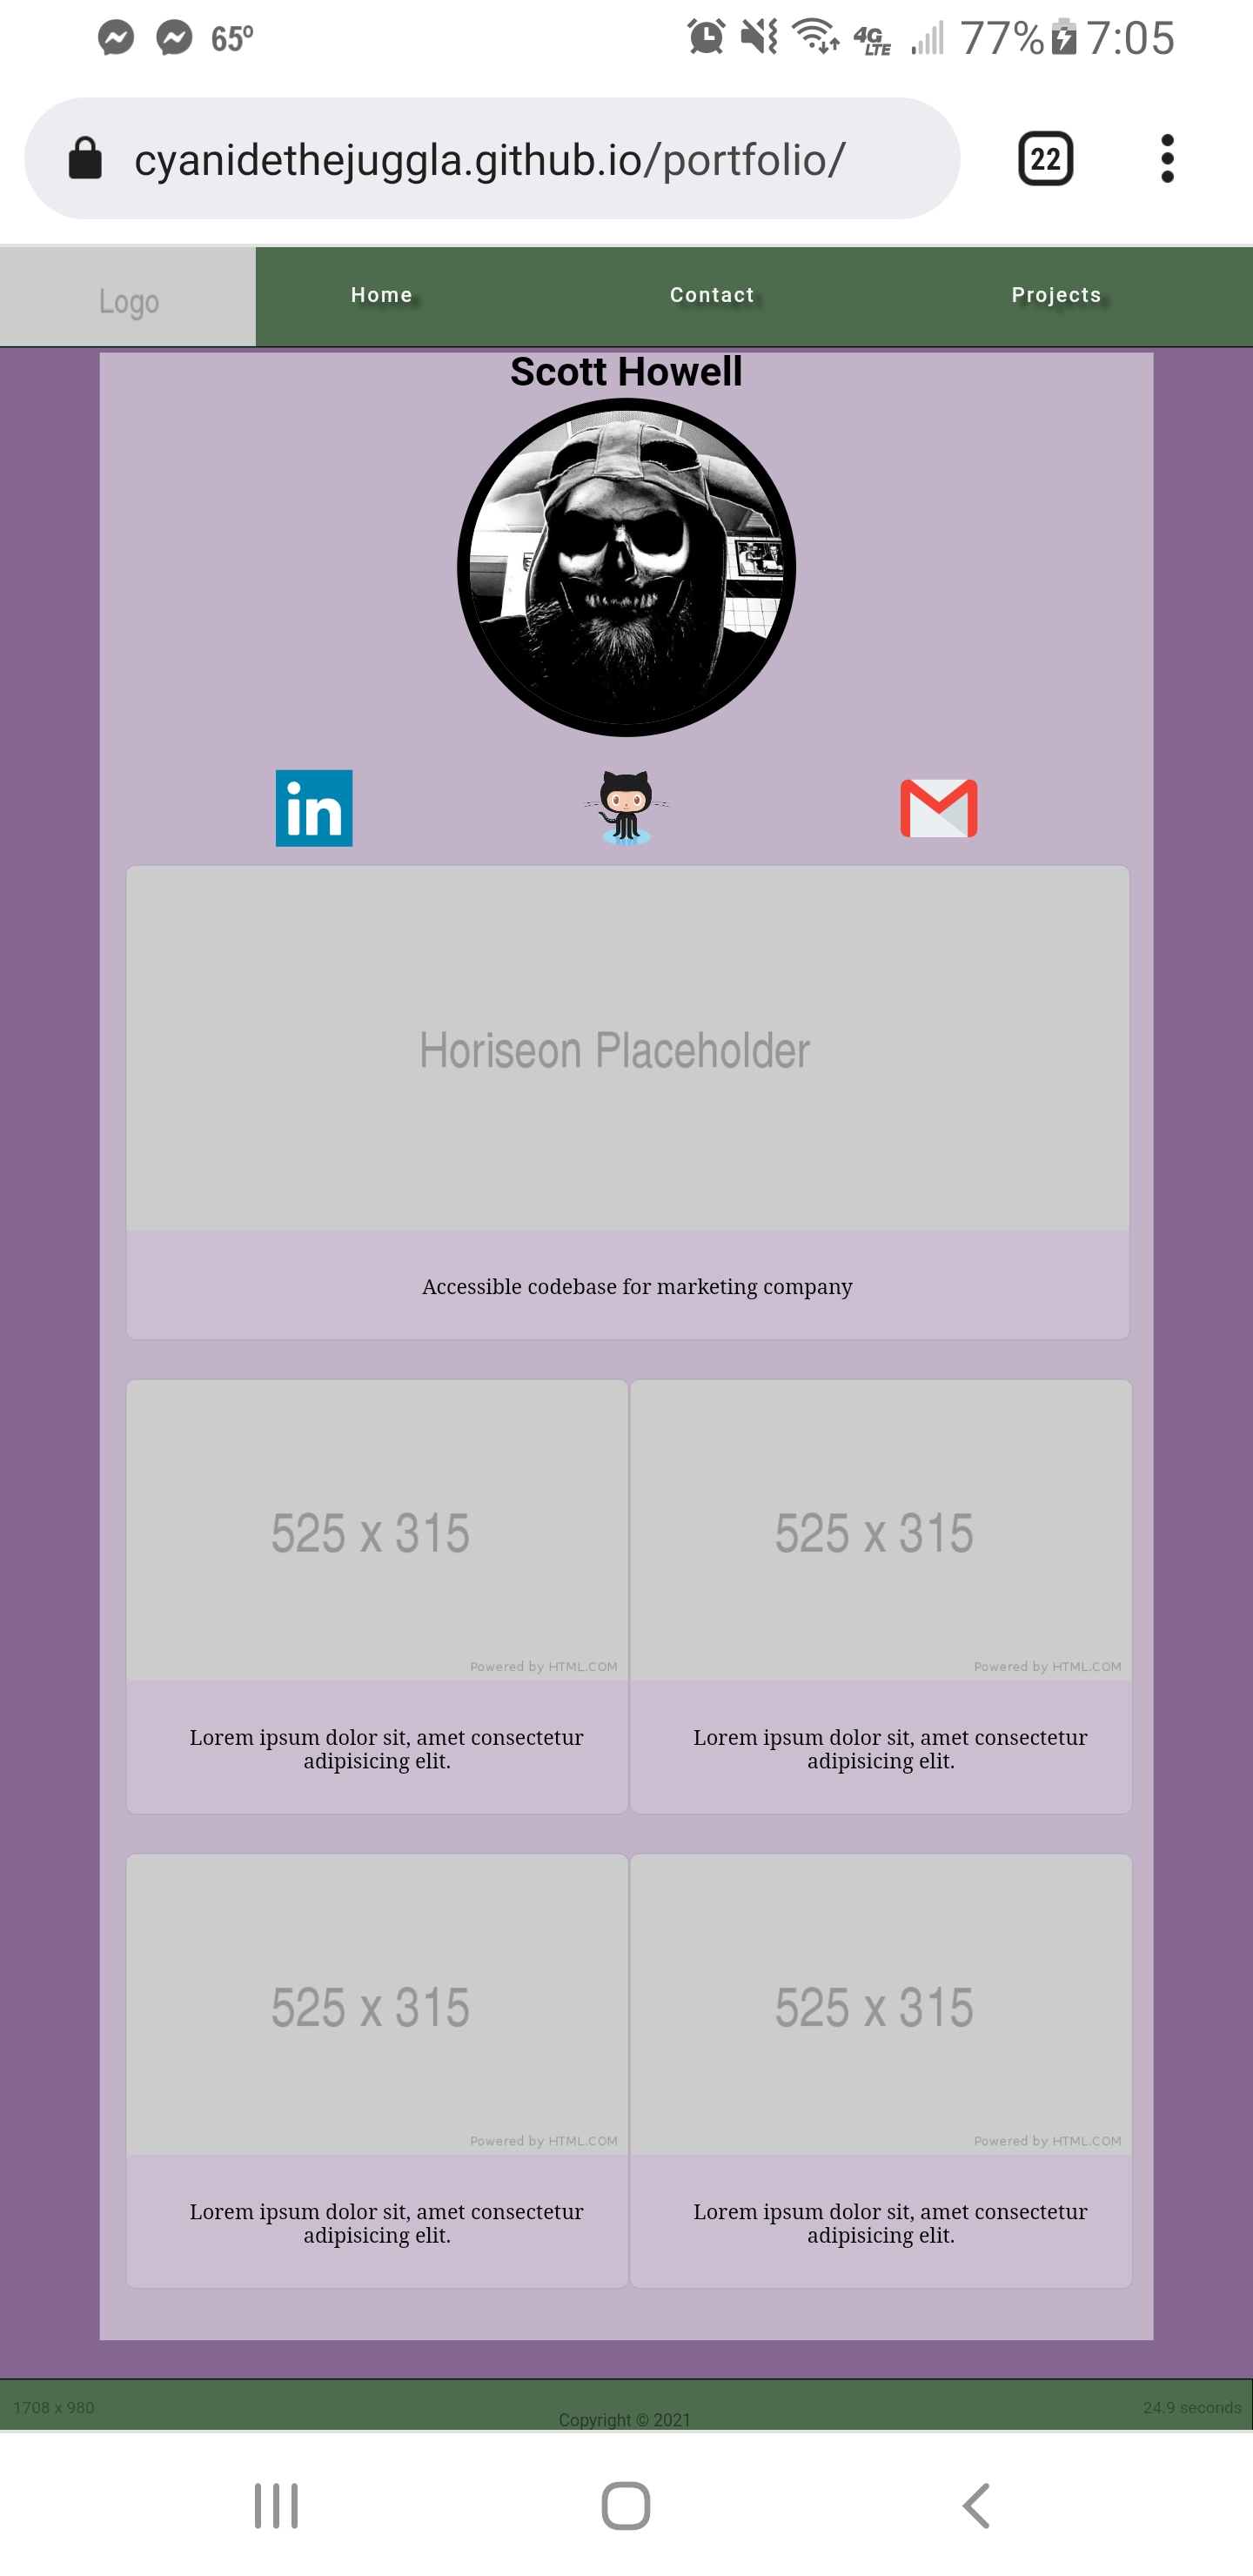 65°
4G LTE 77% 7:05
cyanidethejuggla.github.io/portfolio/
22
Logo
Home Contact Projects
Scott Howell
in
Horiseon Placeholder
Accessible codebase for marketing company
525 x 315 525 x 315
Powered by HTML.COM Powered by HTML.COM
Lorem ipsum dolor sit, amet consectetur
adipisicing elit.
Lorem ipsum dolor sit, amet consectetur
adipisicing elit.
525 x 315 525 x 315
Powered by HTML.COM Powered by HTML.COM
Lorem ipsum dolor sit, amet consectetur
adipisicing elit.
Lorem ipsum dolor sit, amet consectetur
adipisicing elit.
1708 x 980 24.9 seconds
Copyright © 2021